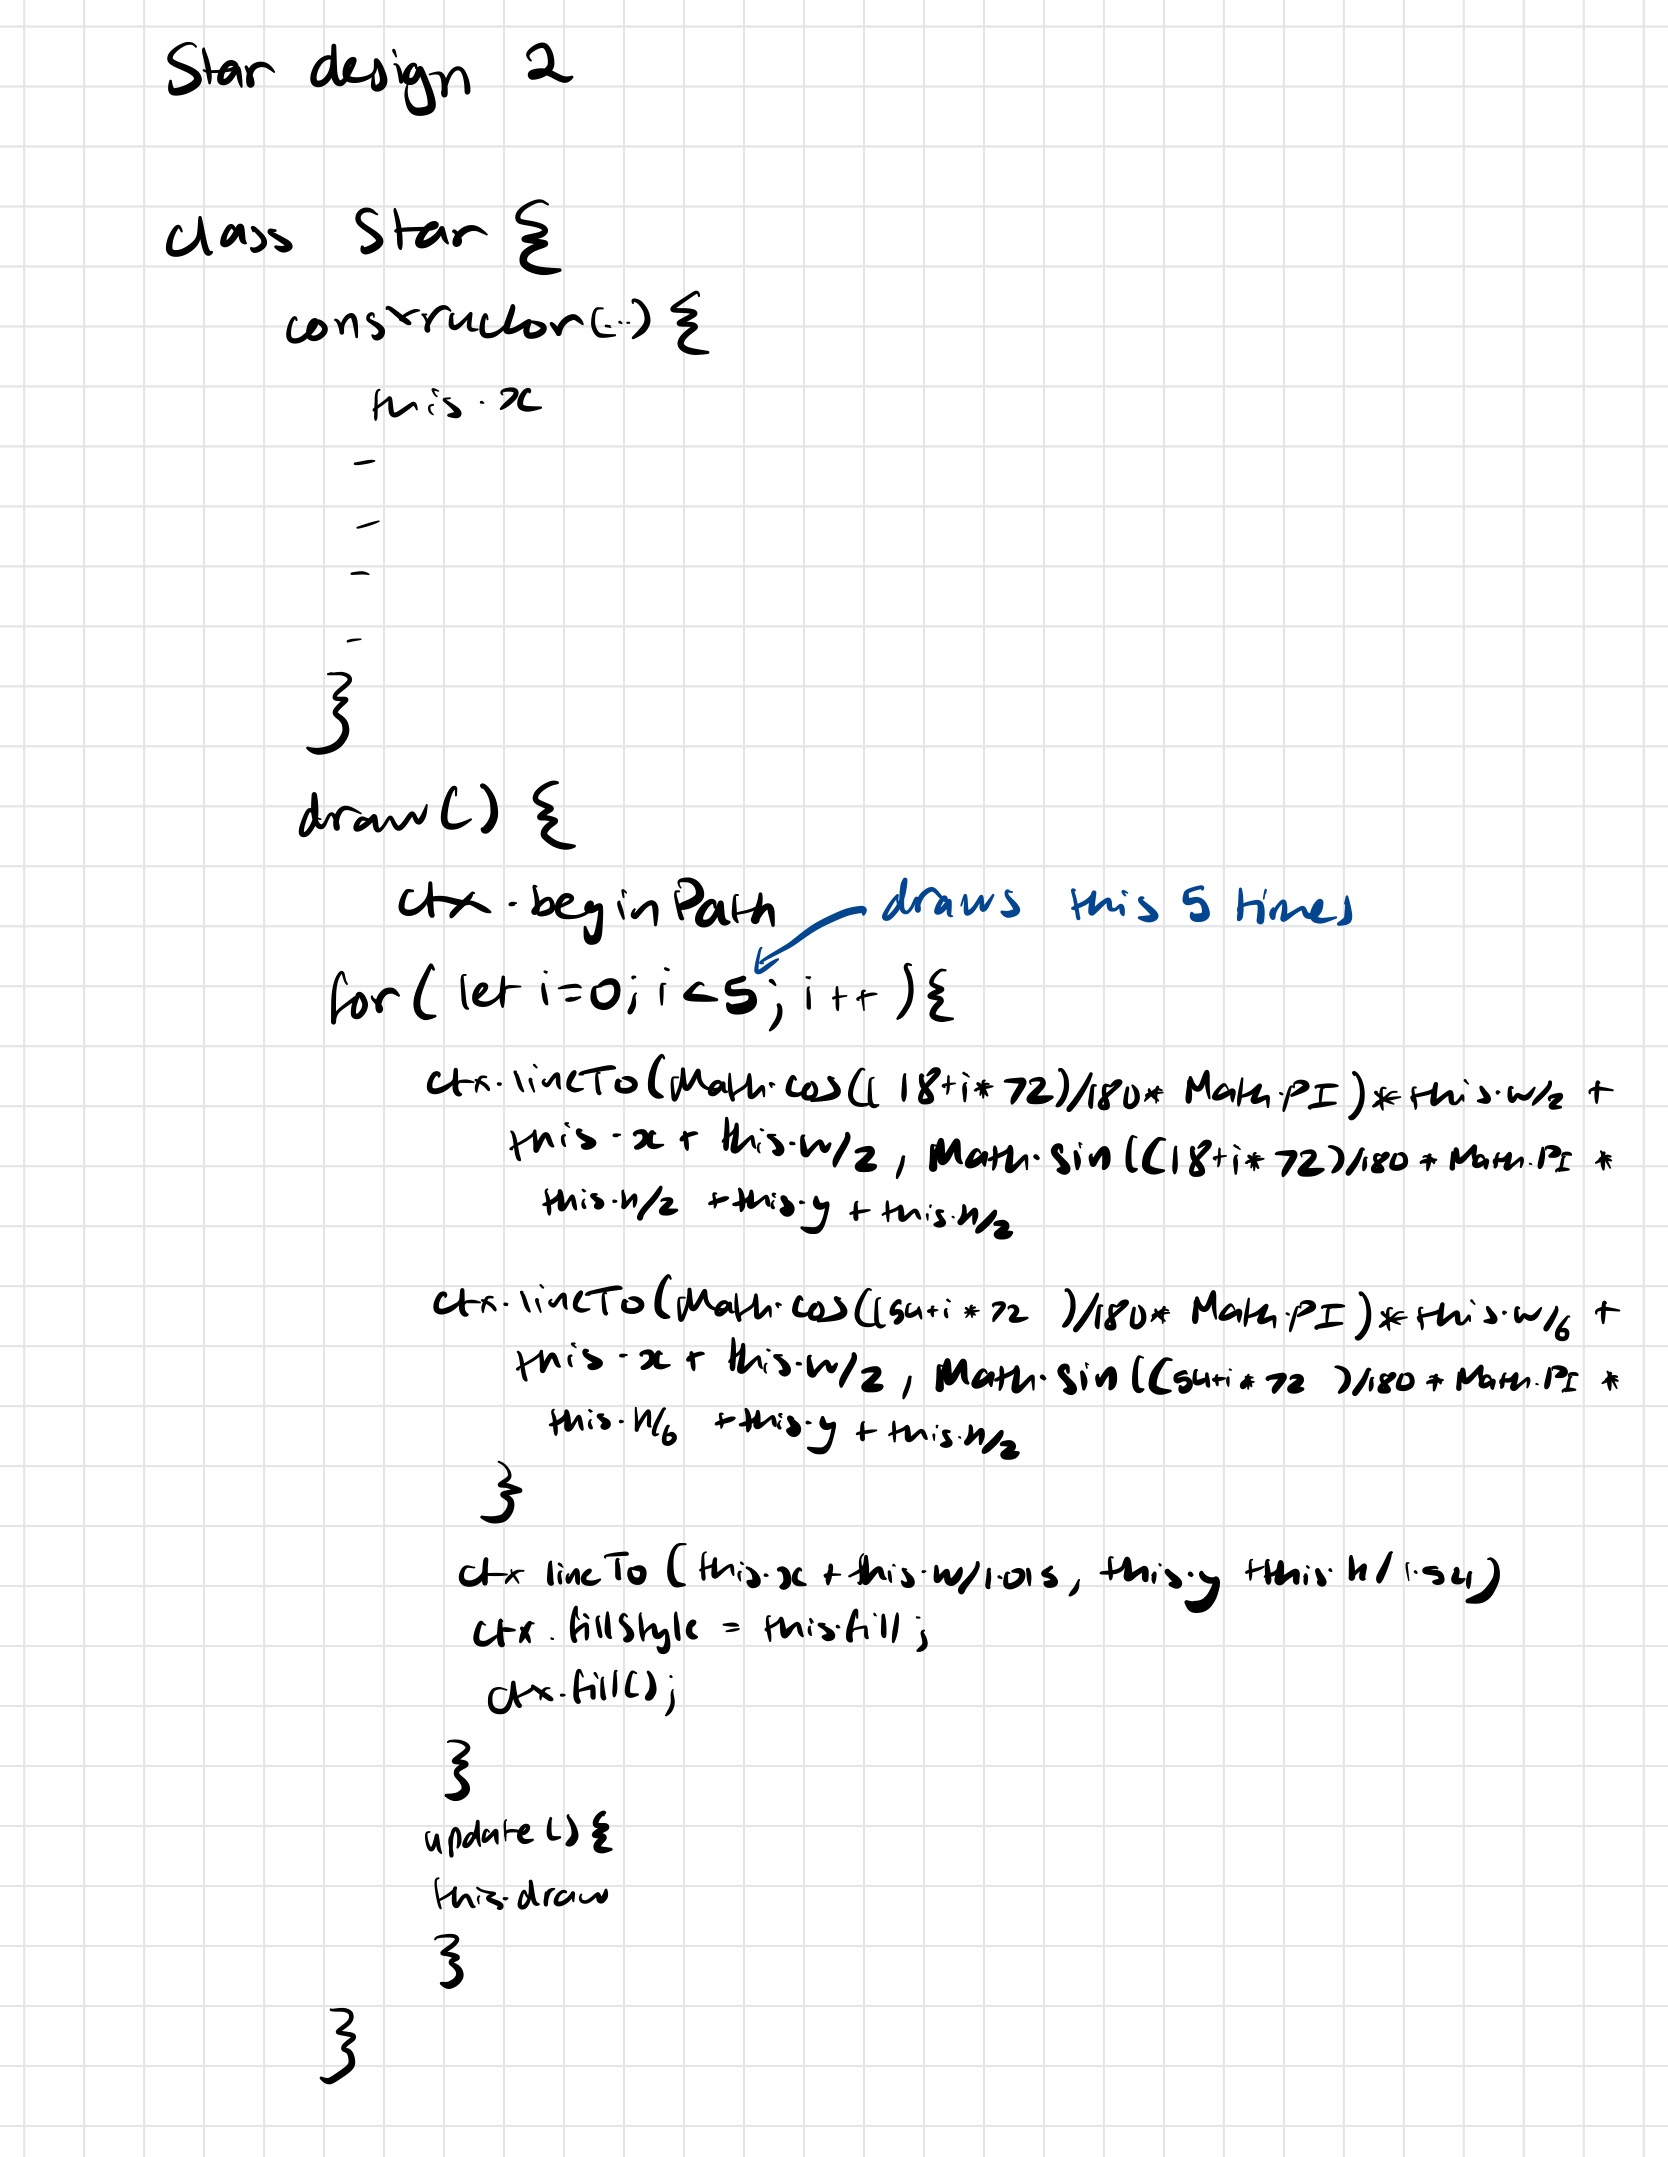 Star design 2
class Star {
constructor(...) {
this.x
-
-
-
-
}
draw() {
ctx.beginPath
draws this 5 times
for( let i=0; i<5; i++ ){
ctx.lineTo(Math.cos(( 18+i* 72)/180* Math.PI )* this.w/2 +
this.x + this.w/2 , Math.sin((18+i* 72)/180 * Math.PI *
this.h/2 +this.y + this.h/2
ctx.lineTo(Math.cos((54+i * 72 )/180* Math.PI )* this.w/6 +
this.x + this.w/2 , Math.sin((54+i * 72 )/180 * Math.PI *
this.h/6 +this.y + this.h/2
}
ctx lineTo ( this.x + this.w/1.015, this.y +this.h / 1.54)
ctx.fillStyle = this.fill;
ctx.fill();
}
update() {
this.draw
}
}